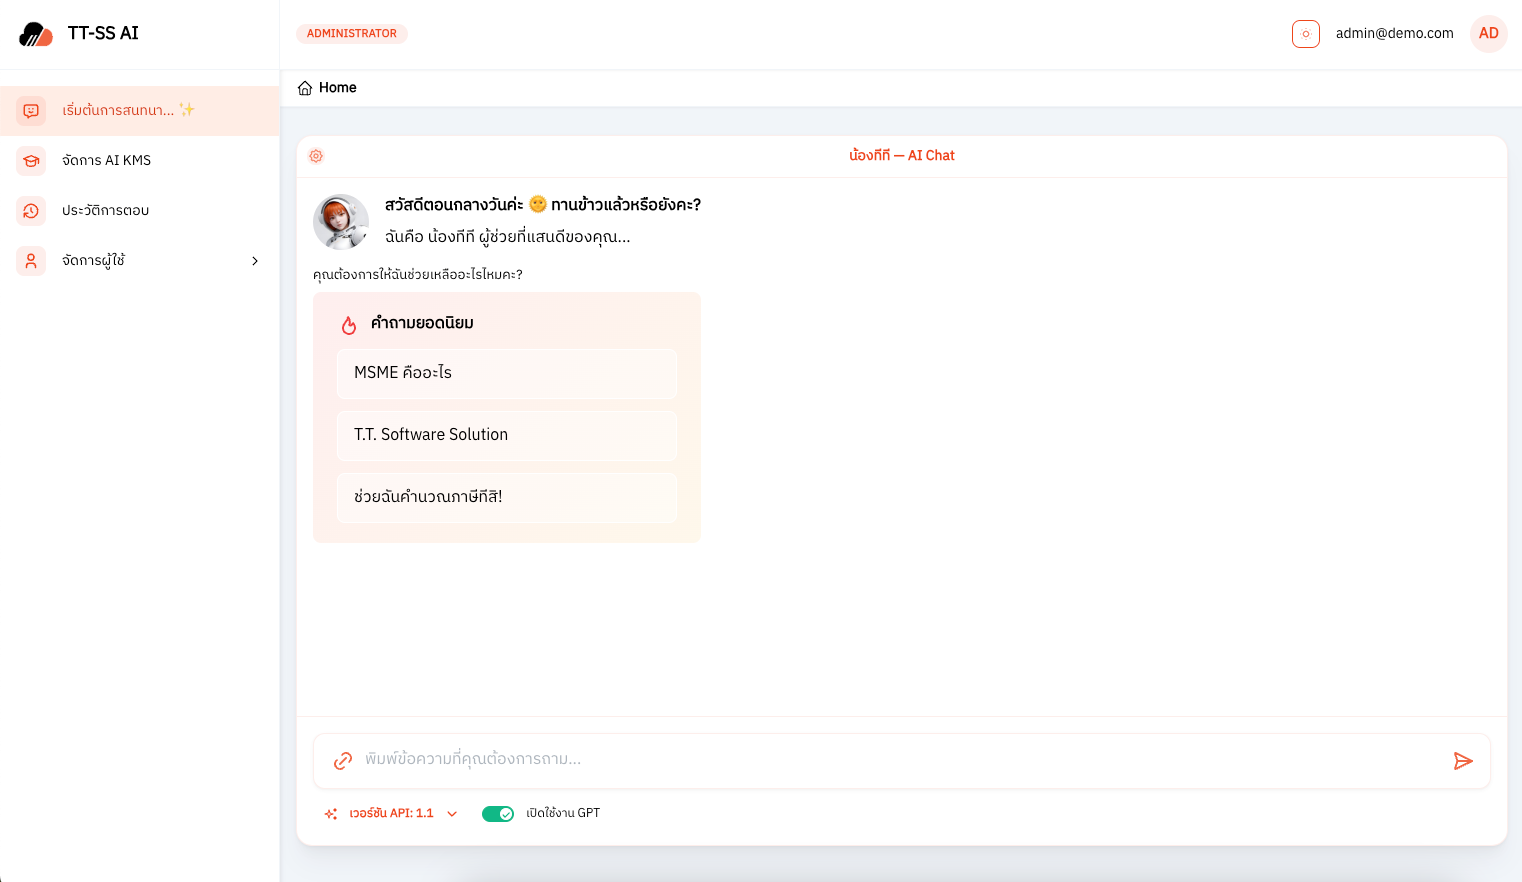 TT-SS AI
ADMINISTRATOR
admin@demo.com
AD
Home
เริ่มต้นการสนทนา... ✨
จัดการ AI KMS
ประวัติการตอบ
จัดการผู้ใช้
น้องทีที — AI Chat
สวัสดีตอนกลางวันค่ะ 🌞 ทานข้าวแล้วหรือยังคะ?
ฉันคือ น้องทีที ผู้ช่วยที่แสนดีของคุณ...
คุณต้องการให้ฉันช่วยเหลืออะไรไหมคะ?
คำถามยอดนิยม
MSME คืออะไร
T.T. Software Solution
ช่วยฉันคำนวณภาษีทีสิ!
พิมพ์ข้อความที่คุณต้องการถาม...
เวอร์ชัน API: 1.1
เปิดใช้งาน GPT